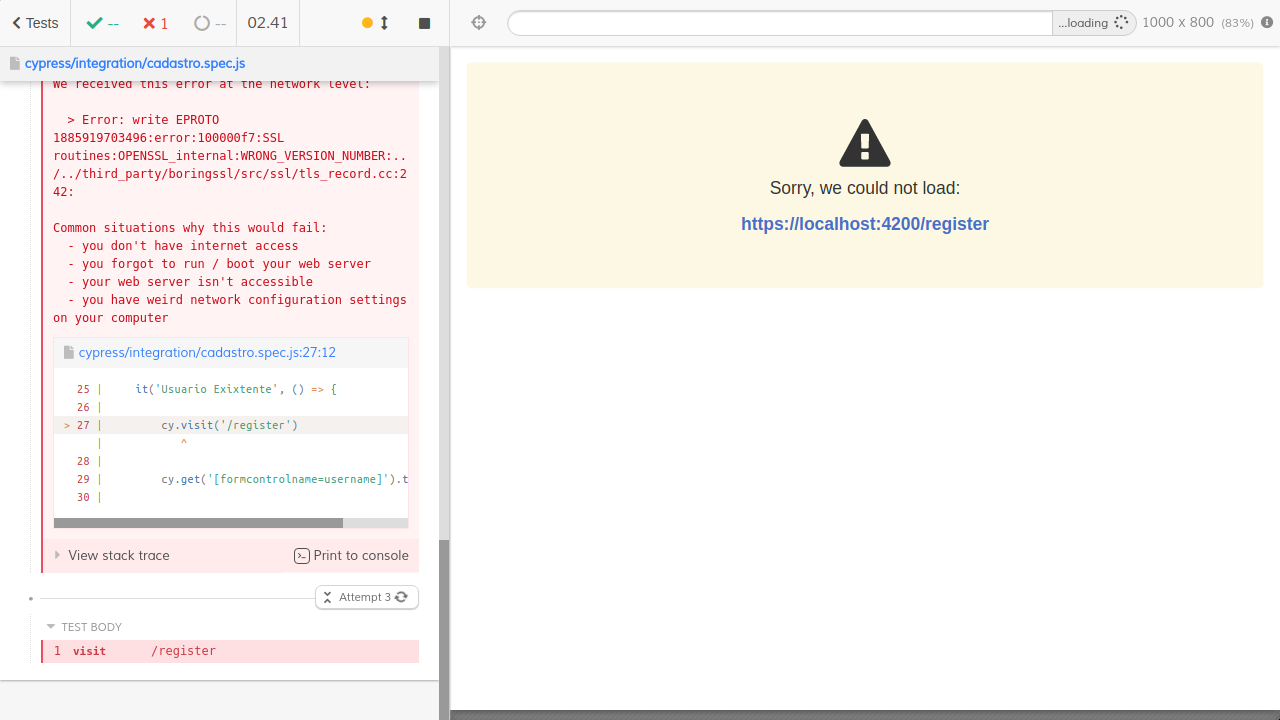 Tests
--
1
--
02.41
...loading
1000 x 800 (83%)
cypress/integration/cadastro.spec.js
We received this error at the network level:
> Error: write EPROTO
1885919703496:error:100000f7:SSL
routines:OPENSSL_internal:WRONG_VERSION_NUMBER:..
/../third_party/boringssl/src/ssl/tls_record.cc:2
42:
Common situations why this would fail:
- you don't have internet access
- you forgot to run / boot your web server
- your web server isn't accessible
- you have weird network configuration settings
on your computer
cypress/integration/cadastro.spec.js:27:12
25 | it('Usuario Exixtente', () => {
26 |
> 27 | cy.visit('/register')
| ^
28 |
29 | cy.get('[formcontrolname=username]').t
30 |
View stack trace
Print to console
Attempt 3
TEST BODY
1 visit /register
Sorry, we could not load:
https://localhost:4200/register